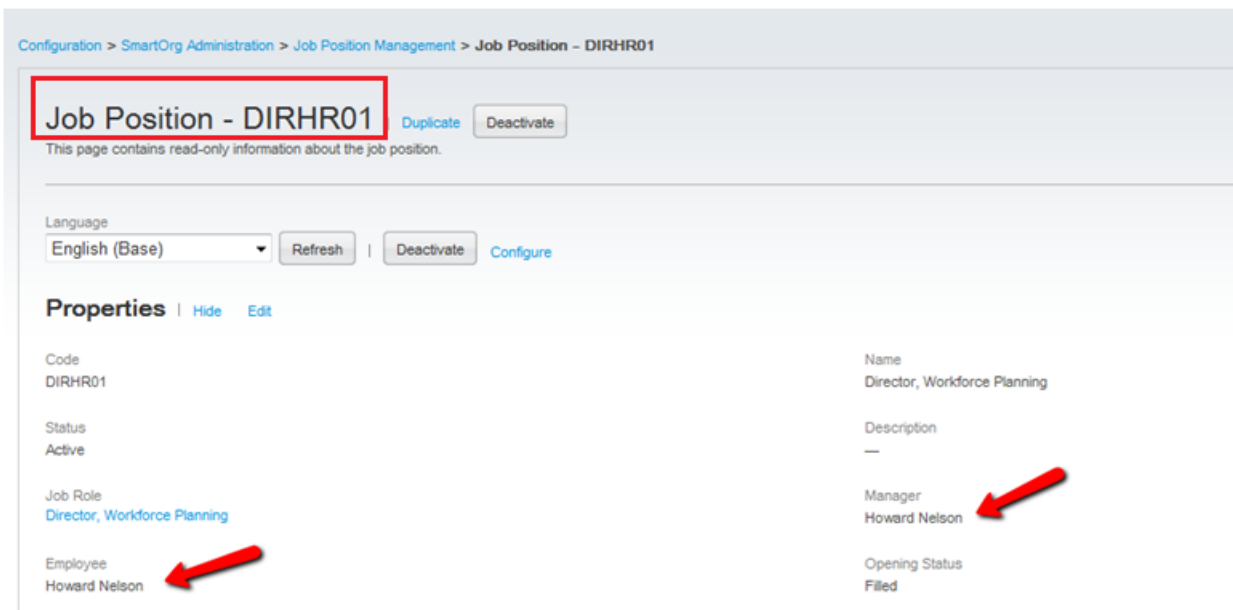 Configuration > SmartOrg Administration > Job Position Management > Job Position – DIRHR01
Job Position - DIRHR01 | Duplicate Deactivate
This page contains read-only information about the job position.
Language
English (Base) Refresh | Deactivate Configure
Properties | Hide Edit
Code Name
DIRHR01 Director, Workforce Planning
Status Description
Active —
Job Role Manager
Director, Workforce Planning Howard Nelson
Employee Opening Status
Howard Nelson Filled